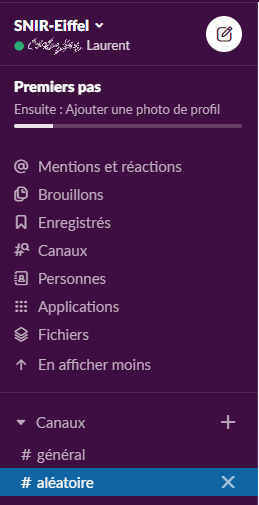 SNIR-Eiffel
Laurent
Premiers pas
Ensuite : Ajouter une photo de profil
Mentions et réactions
Brouillons
Enregistrés
Canaux
Personnes
Applications
Fichiers
En afficher moins
Canaux
# général
# aléatoire